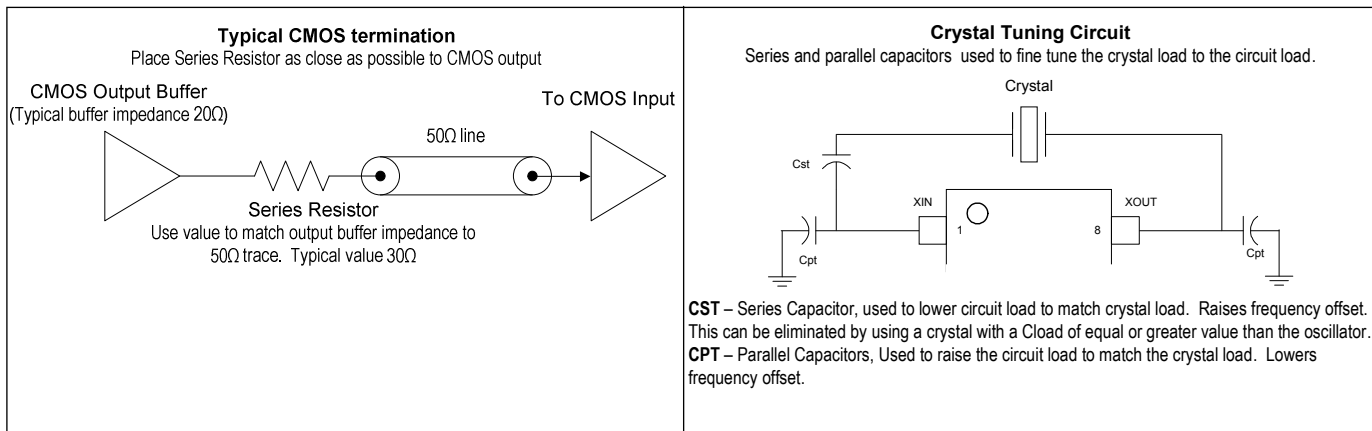 Typical CMOS termination
Place Series Resistor as close as possible to CMOS output
CMOS Output Buffer
(Typical buffer impedance 20Ω)
To CMOS Input
50Ω line
Series Resistor
Use value to match output buffer impedance to
50Ω trace. Typical value 30Ω
Crystal Tuning Circuit
Series and parallel capacitors used to fine tune the crystal load to the circuit load.
Crystal
Cst
XIN
XOUT
1
8
Cpt
Cpt
CST – Series Capacitor, used to lower circuit load to match crystal load. Raises frequency offset.
This can be eliminated by using a crystal with a Cload of equal or greater value than the oscillator.
CPT – Parallel Capacitors, Used to raise the circuit load to match the crystal load. Lowers
frequency offset.